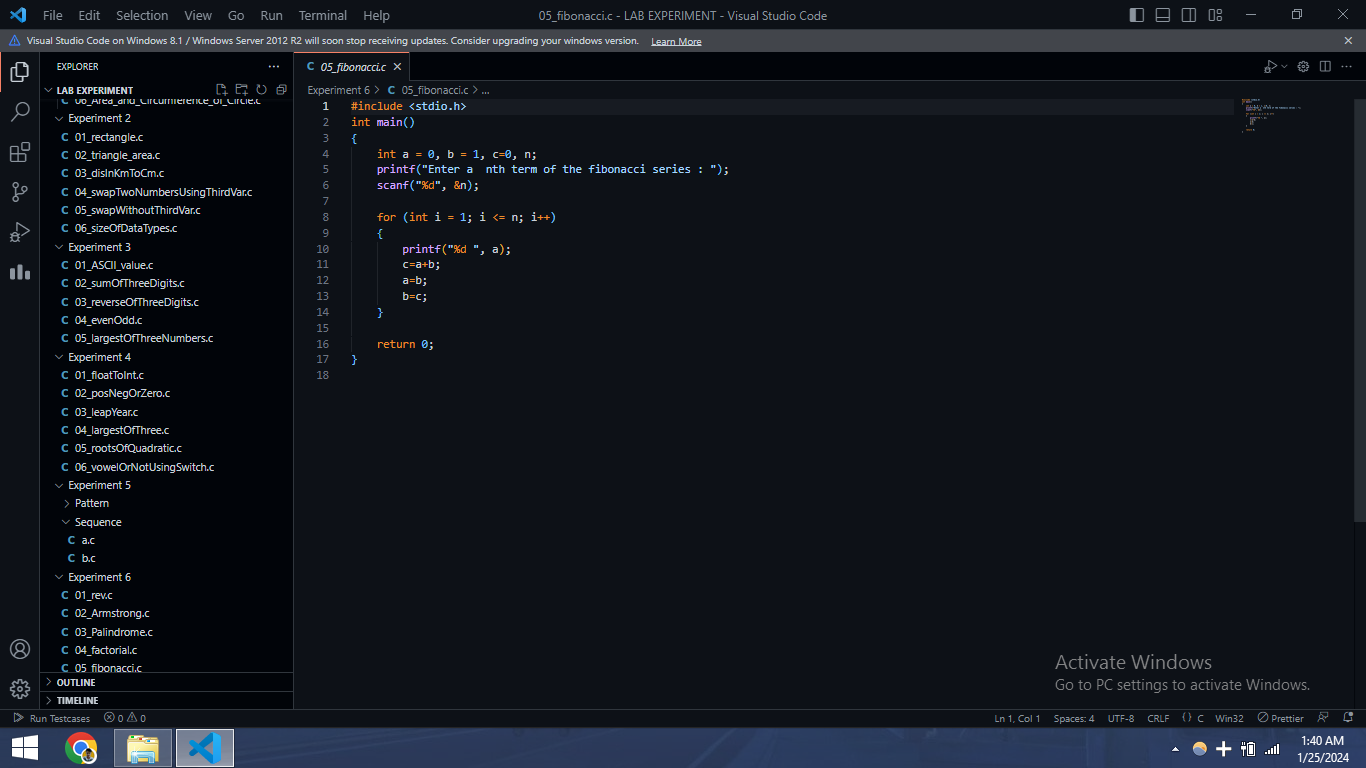 File Edit Selection View Go Run Terminal Help
05_fibonacci.c - LAB EXPERIMENT - Visual Studio Code
Visual Studio Code on Windows 8.1 / Windows Server 2012 R2 will soon stop receiving updates. Consider upgrading your windows version. Learn More
EXPLORER
LAB EXPERIMENT
C 06_Area_and_Circumference_of_Circle.c
Experiment 2
C 01_rectangle.c
C 02_triangle_area.c
C 03_disInKmToCm.c
C 04_swapTwoNumbersUsingThirdVar.c
C 05_swapWithoutThirdVar.c
C 06_sizeOfDataTypes.c
Experiment 3
C 01_ASCII_value.c
C 02_sumOfThreeDigits.c
C 03_reverseOfThreeDigits.c
C 04_evenOdd.c
C 05_largestOfThreeNumbers.c
Experiment 4
C 01_floatToInt.c
C 02_posNegOrZero.c
C 03_leapYear.c
C 04_largestOfThree.c
C 05_rootsOfQuadratic.c
C 06_vowelOrNotUsingSwitch.c
Experiment 5
Pattern
Sequence
C a.c
C b.c
Experiment 6
C 01_rev.c
C 02_Armstrong.c
C 03_Palindrome.c
C 04_factorial.c
C 05_fibonacci.c
OUTLINE
TIMELINE
C 05_fibonacci.c
Experiment 6 > C 05_fibonacci.c > ...
1 #include <stdio.h>
2 int main()
3 {
4 int a = 0, b = 1, c=0, n;
5 printf("Enter a  nth term of the fibonacci series : ");
6 scanf("%d", &n);
7
8 for (int i = 1; i <= n; i++)
9 {
10 printf("%d ", a);
11 c=a+b;
12 a=b;
13 b=c;
14 }
15
16 return 0;
17 }
18
Activate Windows
Go to PC settings to activate Windows.
Run Testcases 0 0
Ln 1, Col 1 Spaces: 4 UTF-8 CRLF {} C Win32 Prettier
1:40 AM
1/25/2024